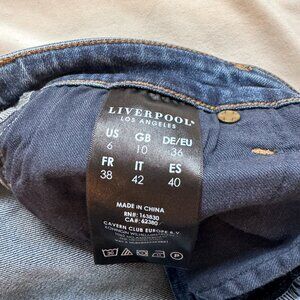 LIVERPOOL
LOS ANGELES
US GB DE/EU
6 10 36
FR IT ES
38 42 40
MADE IN CHINA
RN#: 163830
CA#: 62380
CAVERN CLUB EUROPE B.V.